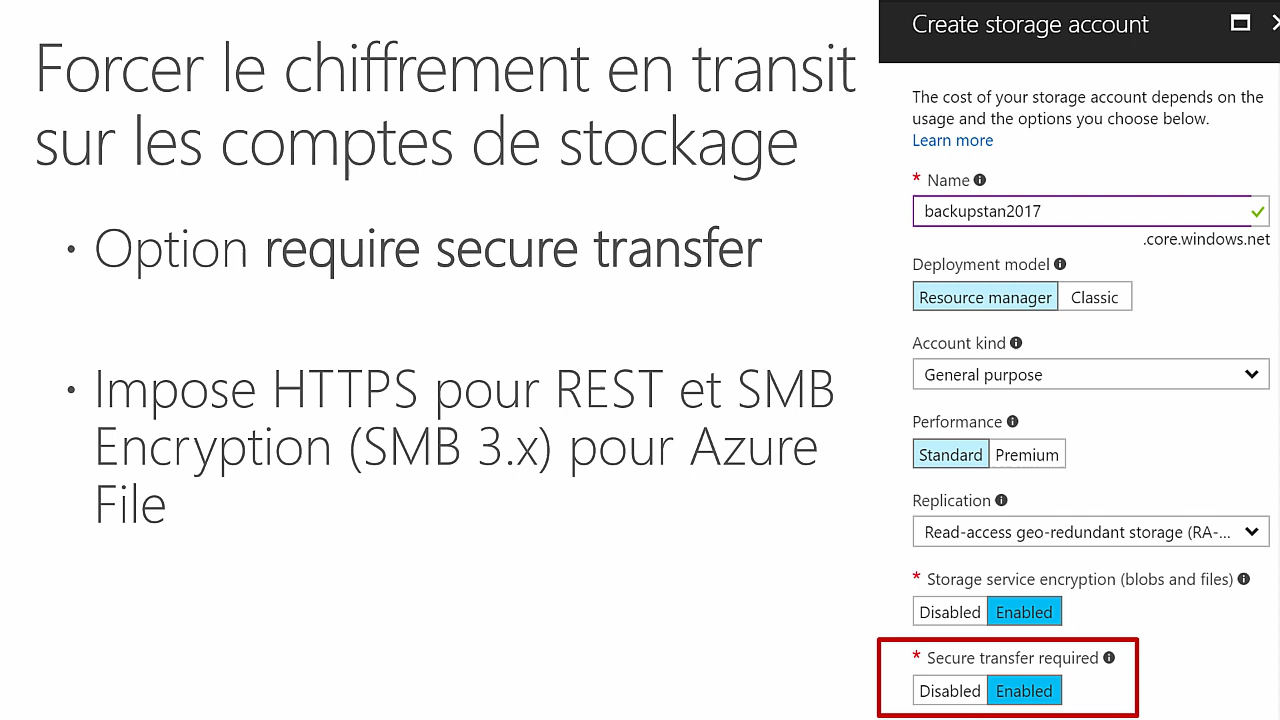 Forcer le chiffrement en transit
sur les comptes de stockage
• Option require secure transfer
• Impose HTTPS pour REST et SMB
Encryption (SMB 3.x) pour Azure
File
Create storage account
The cost of your storage account depends on the
usage and the options you choose below.
Learn more
* Name
backupstan2017
.core.windows.net
Deployment model
Resource manager Classic
Account kind
General purpose
Performance
Standard Premium
Replication
Read-access geo-redundant storage (RA-...
* Storage service encryption (blobs and files)
Disabled Enabled
* Secure transfer required
Disabled Enabled